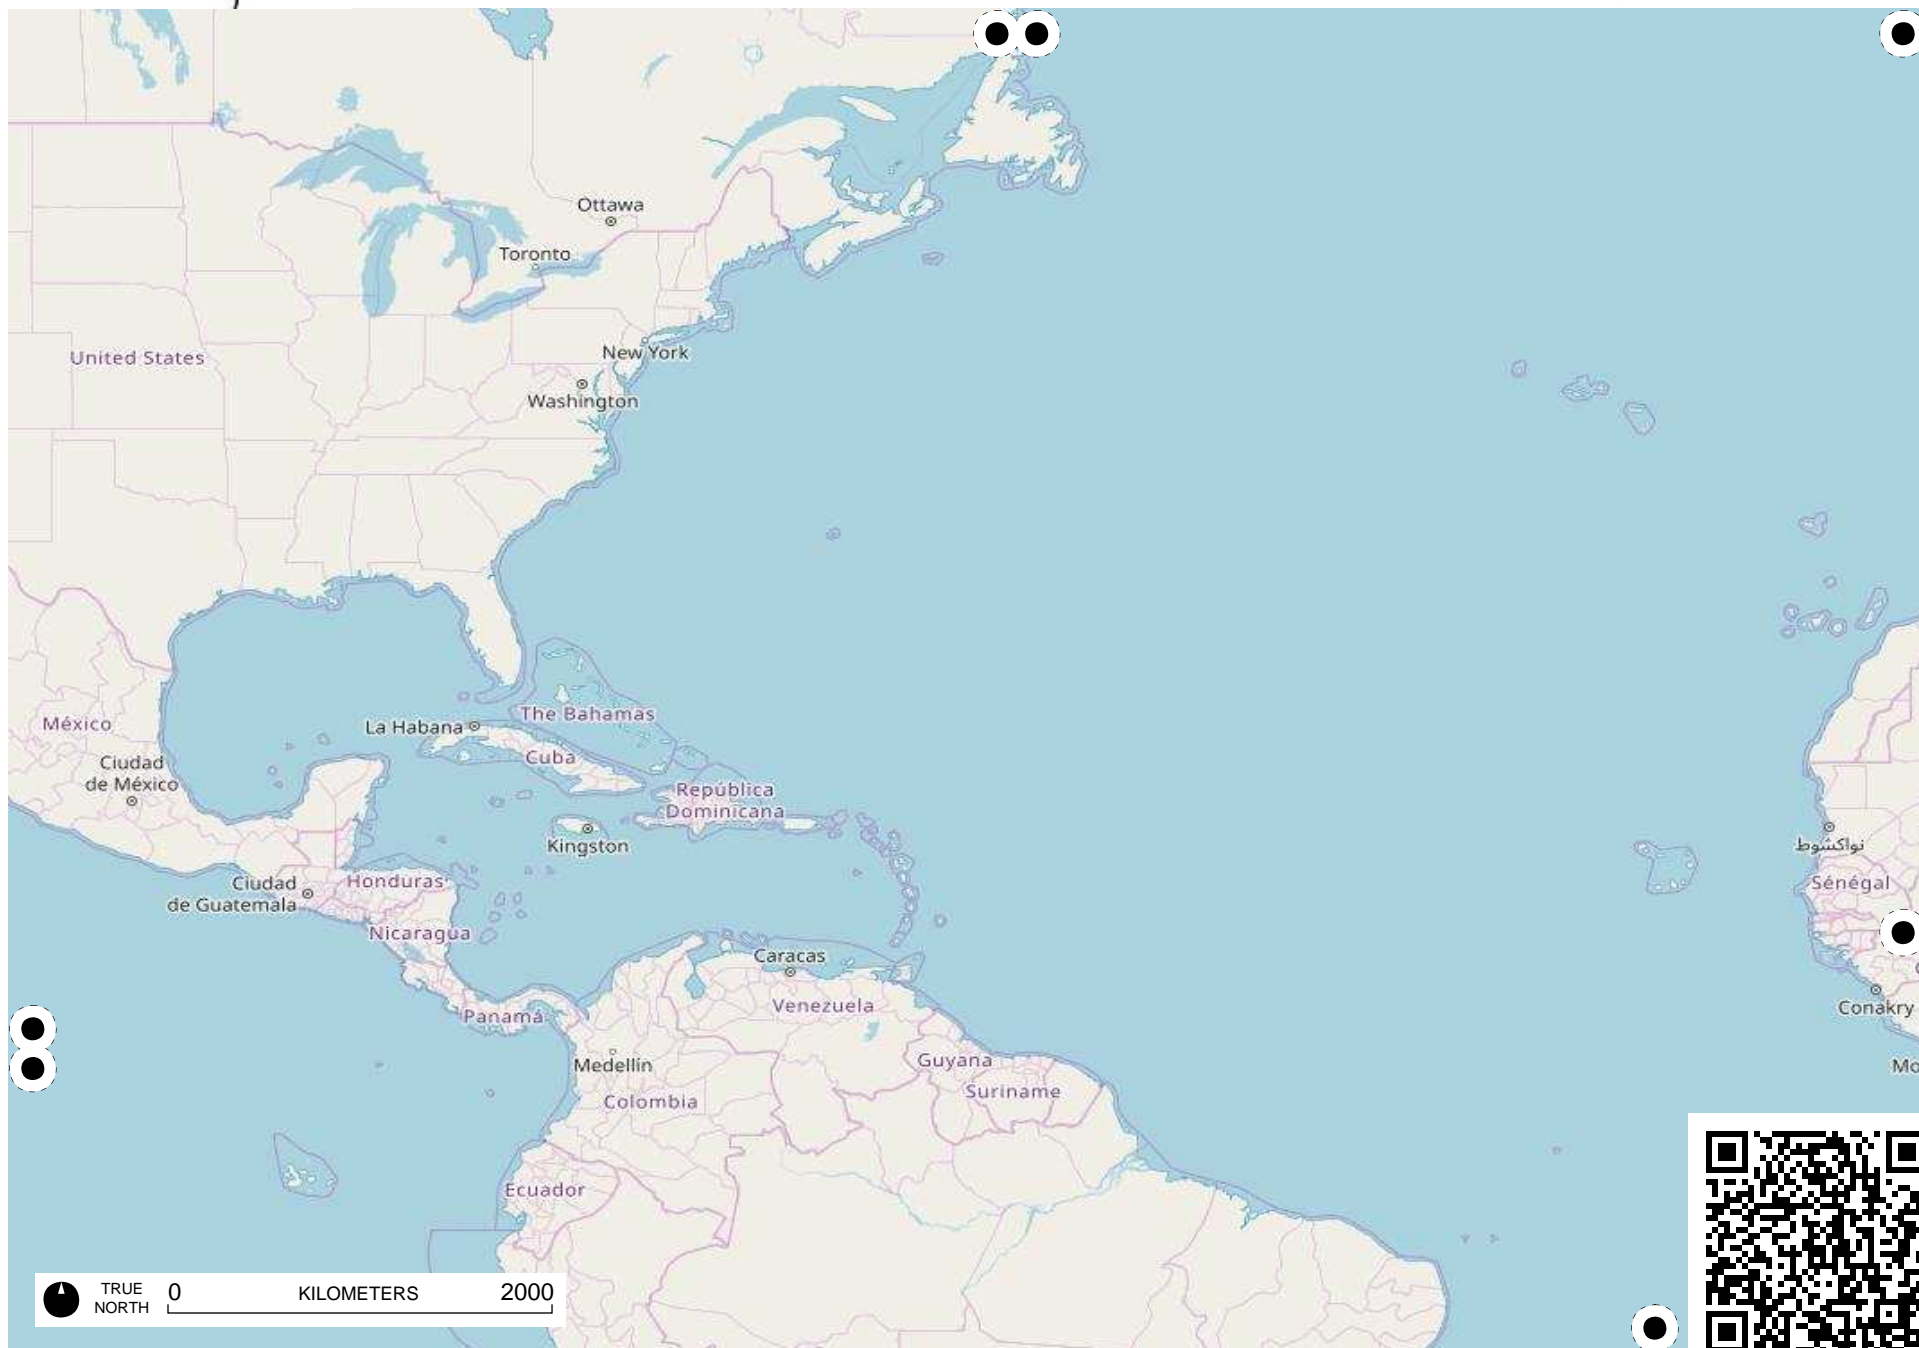 Ottawa
Toronto
New York
United States
Washington
La Habana
The Bahamas
México
Cuba
Ciudad
de México
República
Dominicana
Kingston
نواكشوط
Ciudad
de Guatemala
Honduras
Sénégal
Nicaragua
Caracas
Venezuela
Conakry
Panamá
Medellín
Guyana
Mo
Suriname
Colombia
Ecuador
TRUE
NORTH
0 KILOMETERS 2000